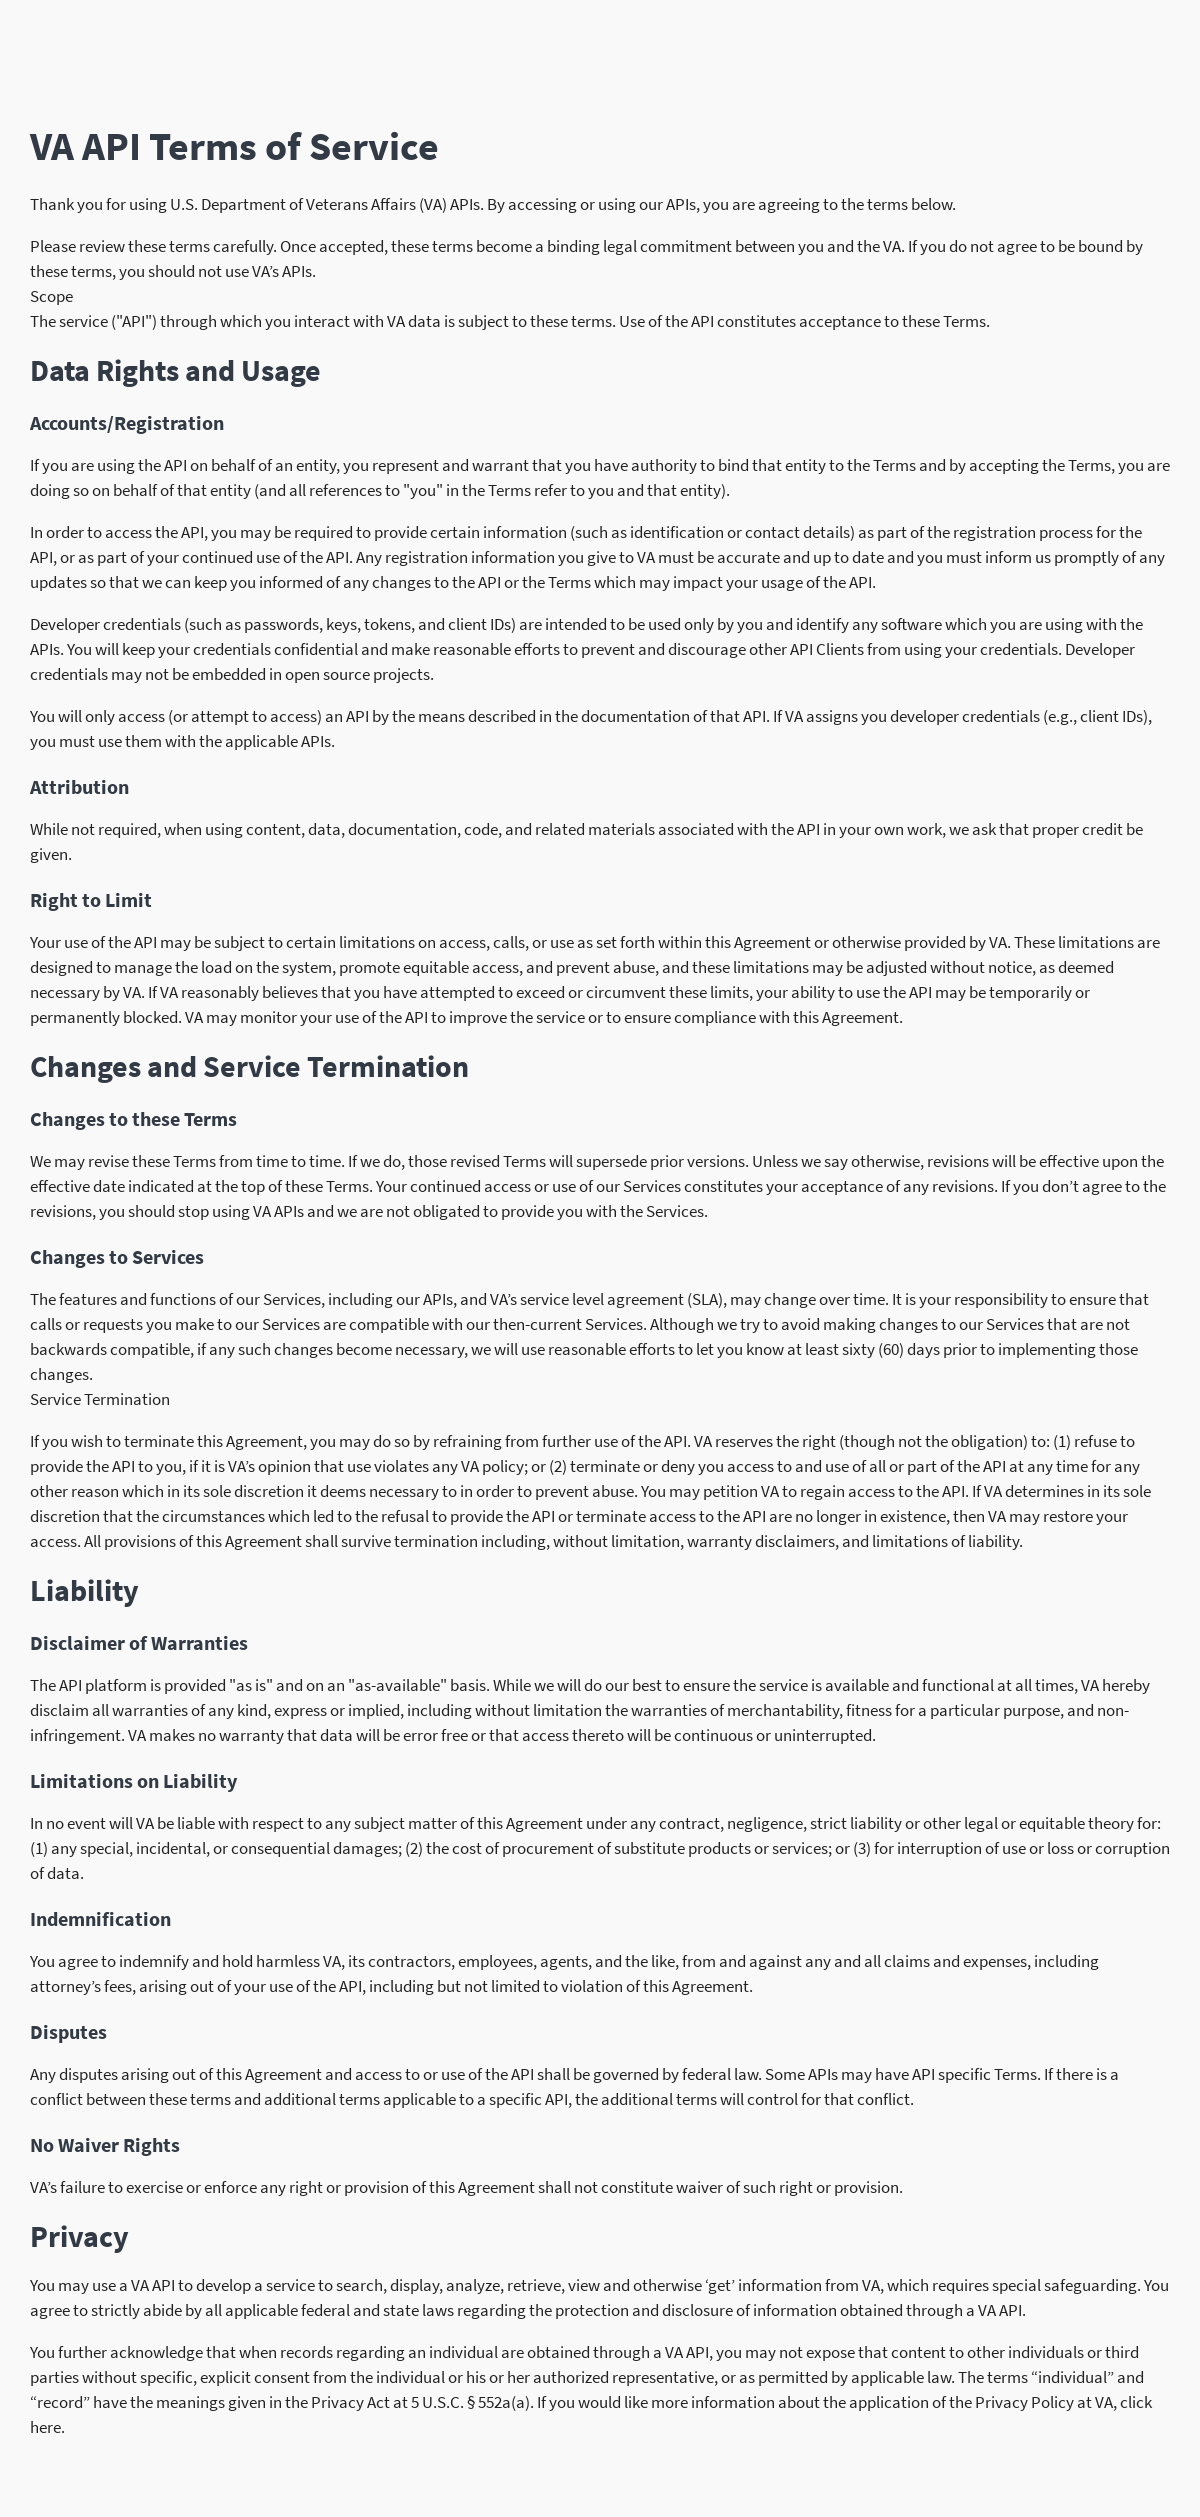 VA API Terms of Service
Thank you for using U.S. Department of Veterans Affairs (VA) APIs. By accessing or using our APIs, you are agreeing to the terms below.
Please review these terms carefully. Once accepted, these terms become a binding legal commitment between you and the VA. If you do not agree to be bound by
these terms, you should not use VA’s APIs.
Scope
The service ("API") through which you interact with VA data is subject to these terms. Use of the API constitutes acceptance to these Terms.
Data Rights and Usage
Accounts/Registration
If you are using the API on behalf of an entity, you represent and warrant that you have authority to bind that entity to the Terms and by accepting the Terms, you are
doing so on behalf of that entity (and all references to "you" in the Terms refer to you and that entity).
In order to access the API, you may be required to provide certain information (such as identification or contact details) as part of the registration process for the
API, or as part of your continued use of the API. Any registration information you give to VA must be accurate and up to date and you must inform us promptly of any
updates so that we can keep you informed of any changes to the API or the Terms which may impact your usage of the API.
Developer credentials (such as passwords, keys, tokens, and client IDs) are intended to be used only by you and identify any software which you are using with the
APIs. You will keep your credentials confidential and make reasonable efforts to prevent and discourage other API Clients from using your credentials. Developer
credentials may not be embedded in open source projects.
You will only access (or attempt to access) an API by the means described in the documentation of that API. If VA assigns you developer credentials (e.g., client IDs),
you must use them with the applicable APIs.
Attribution
While not required, when using content, data, documentation, code, and related materials associated with the API in your own work, we ask that proper credit be
given.
Right to Limit
Your use of the API may be subject to certain limitations on access, calls, or use as set forth within this Agreement or otherwise provided by VA. These limitations are
designed to manage the load on the system, promote equitable access, and prevent abuse, and these limitations may be adjusted without notice, as deemed
necessary by VA. If VA reasonably believes that you have attempted to exceed or circumvent these limits, your ability to use the API may be temporarily or
permanently blocked. VA may monitor your use of the API to improve the service or to ensure compliance with this Agreement.
Changes and Service Termination
Changes to these Terms
We may revise these Terms from time to time. If we do, those revised Terms will supersede prior versions. Unless we say otherwise, revisions will be effective upon the
effective date indicated at the top of these Terms. Your continued access or use of our Services constitutes your acceptance of any revisions. If you don’t agree to the
revisions, you should stop using VA APIs and we are not obligated to provide you with the Services.
Changes to Services
The features and functions of our Services, including our APIs, and VA’s service level agreement (SLA), may change over time. It is your responsibility to ensure that
calls or requests you make to our Services are compatible with our then-current Services. Although we try to avoid making changes to our Services that are not
backwards compatible, if any such changes become necessary, we will use reasonable efforts to let you know at least sixty (60) days prior to implementing those
changes.
Service Termination
If you wish to terminate this Agreement, you may do so by refraining from further use of the API. VA reserves the right (though not the obligation) to: (1) refuse to
provide the API to you, if it is VA’s opinion that use violates any VA policy; or (2) terminate or deny you access to and use of all or part of the API at any time for any
other reason which in its sole discretion it deems necessary to in order to prevent abuse. You may petition VA to regain access to the API. If VA determines in its sole
discretion that the circumstances which led to the refusal to provide the API or terminate access to the API are no longer in existence, then VA may restore your
access. All provisions of this Agreement shall survive termination including, without limitation, warranty disclaimers, and limitations of liability.
Liability
Disclaimer of Warranties
The API platform is provided "as is" and on an "as-available" basis. While we will do our best to ensure the service is available and functional at all times, VA hereby
disclaim all warranties of any kind, express or implied, including without limitation the warranties of merchantability, fitness for a particular purpose, and non-
infringement. VA makes no warranty that data will be error free or that access thereto will be continuous or uninterrupted.
Limitations on Liability
In no event will VA be liable with respect to any subject matter of this Agreement under any contract, negligence, strict liability or other legal or equitable theory for:
(1) any special, incidental, or consequential damages; (2) the cost of procurement of substitute products or services; or (3) for interruption of use or loss or corruption
of data.
Indemnification
You agree to indemnify and hold harmless VA, its contractors, employees, agents, and the like, from and against any and all claims and expenses, including
attorney’s fees, arising out of your use of the API, including but not limited to violation of this Agreement.
Disputes
Any disputes arising out of this Agreement and access to or use of the API shall be governed by federal law. Some APIs may have API specific Terms. If there is a
conflict between these terms and additional terms applicable to a specific API, the additional terms will control for that conflict.
No Waiver Rights
VA’s failure to exercise or enforce any right or provision of this Agreement shall not constitute waiver of such right or provision.
Privacy
You may use a VA API to develop a service to search, display, analyze, retrieve, view and otherwise ‘get’ information from VA, which requires special safeguarding. You
agree to strictly abide by all applicable federal and state laws regarding the protection and disclosure of information obtained through a VA API.
You further acknowledge that when records regarding an individual are obtained through a VA API, you may not expose that content to other individuals or third
parties without specific, explicit consent from the individual or his or her authorized representative, or as permitted by applicable law. The terms “individual” and
“record” have the meanings given in the Privacy Act at 5 U.S.C. § 552a(a). If you would like more information about the application of the Privacy Policy at VA, click
here.